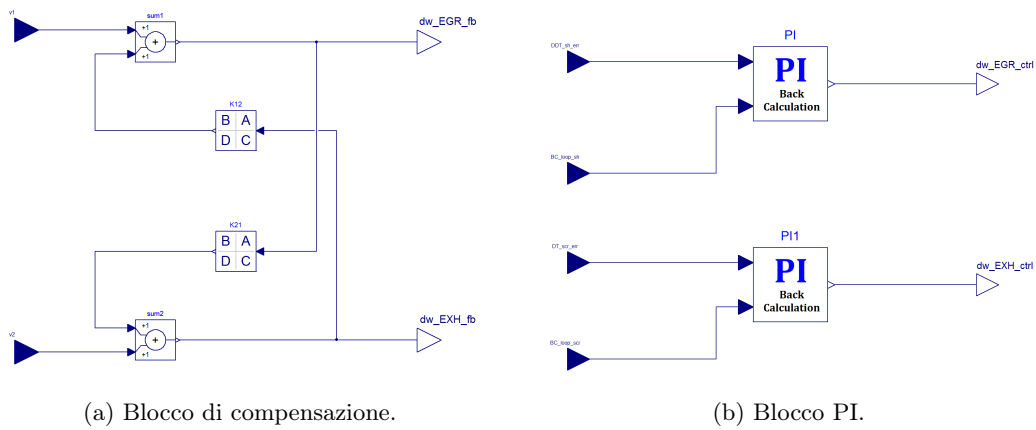 v1
sum1
+1
+
+1
dw_EGR_fb
K12
B A
D C
K21
B A
D C
v2
sum2
+1
+
+1
dw_EXH_fb
(a) Blocco di compensazione.
DDT_sh_err
PI
PI
Back
Calculation
dw_EGR_ctrl
BC_loop_sh
DT_scr_err
PI1
PI
Back
Calculation
dw_EXH_ctrl
BC_loop_scr
(b) Blocco PI.